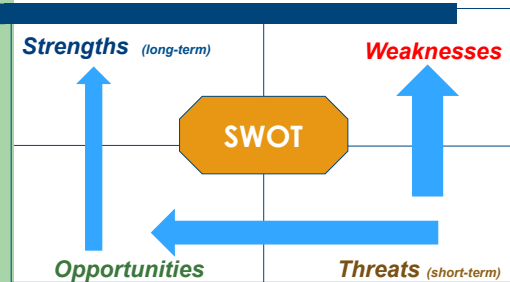 Strengths (long-term)
Weaknesses
SWOT
Opportunities
Threats (short-term)